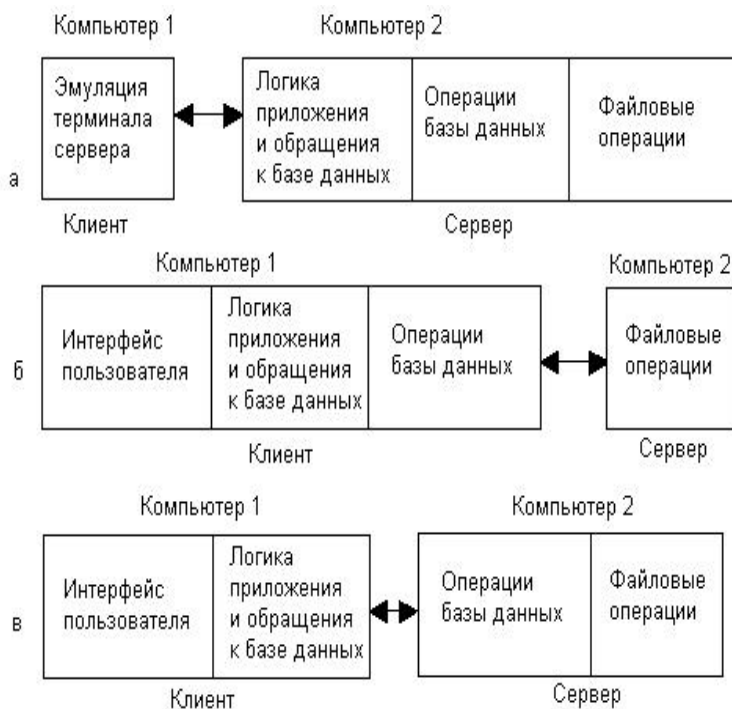 Компьютер 1
Компьютер 2
Эмуляция
терминала
сервера
Логика
приложения
и обращения
к базе данных
Операции
базы данных
Файловые
операции
а
Клиент
Сервер
Компьютер 1
Компьютер 2
Интерфейс
пользователя
Логика
приложения
и обращения
к базе данных
Операции
базы данных
Файловые
операции
б
Клиент
Сервер
Компьютер 1
Компьютер 2
Интерфейс
пользователя
Логика
приложения
и обращения
к базе данных
Операции
базы данных
Файловые
операции
в
Клиент
Сервер